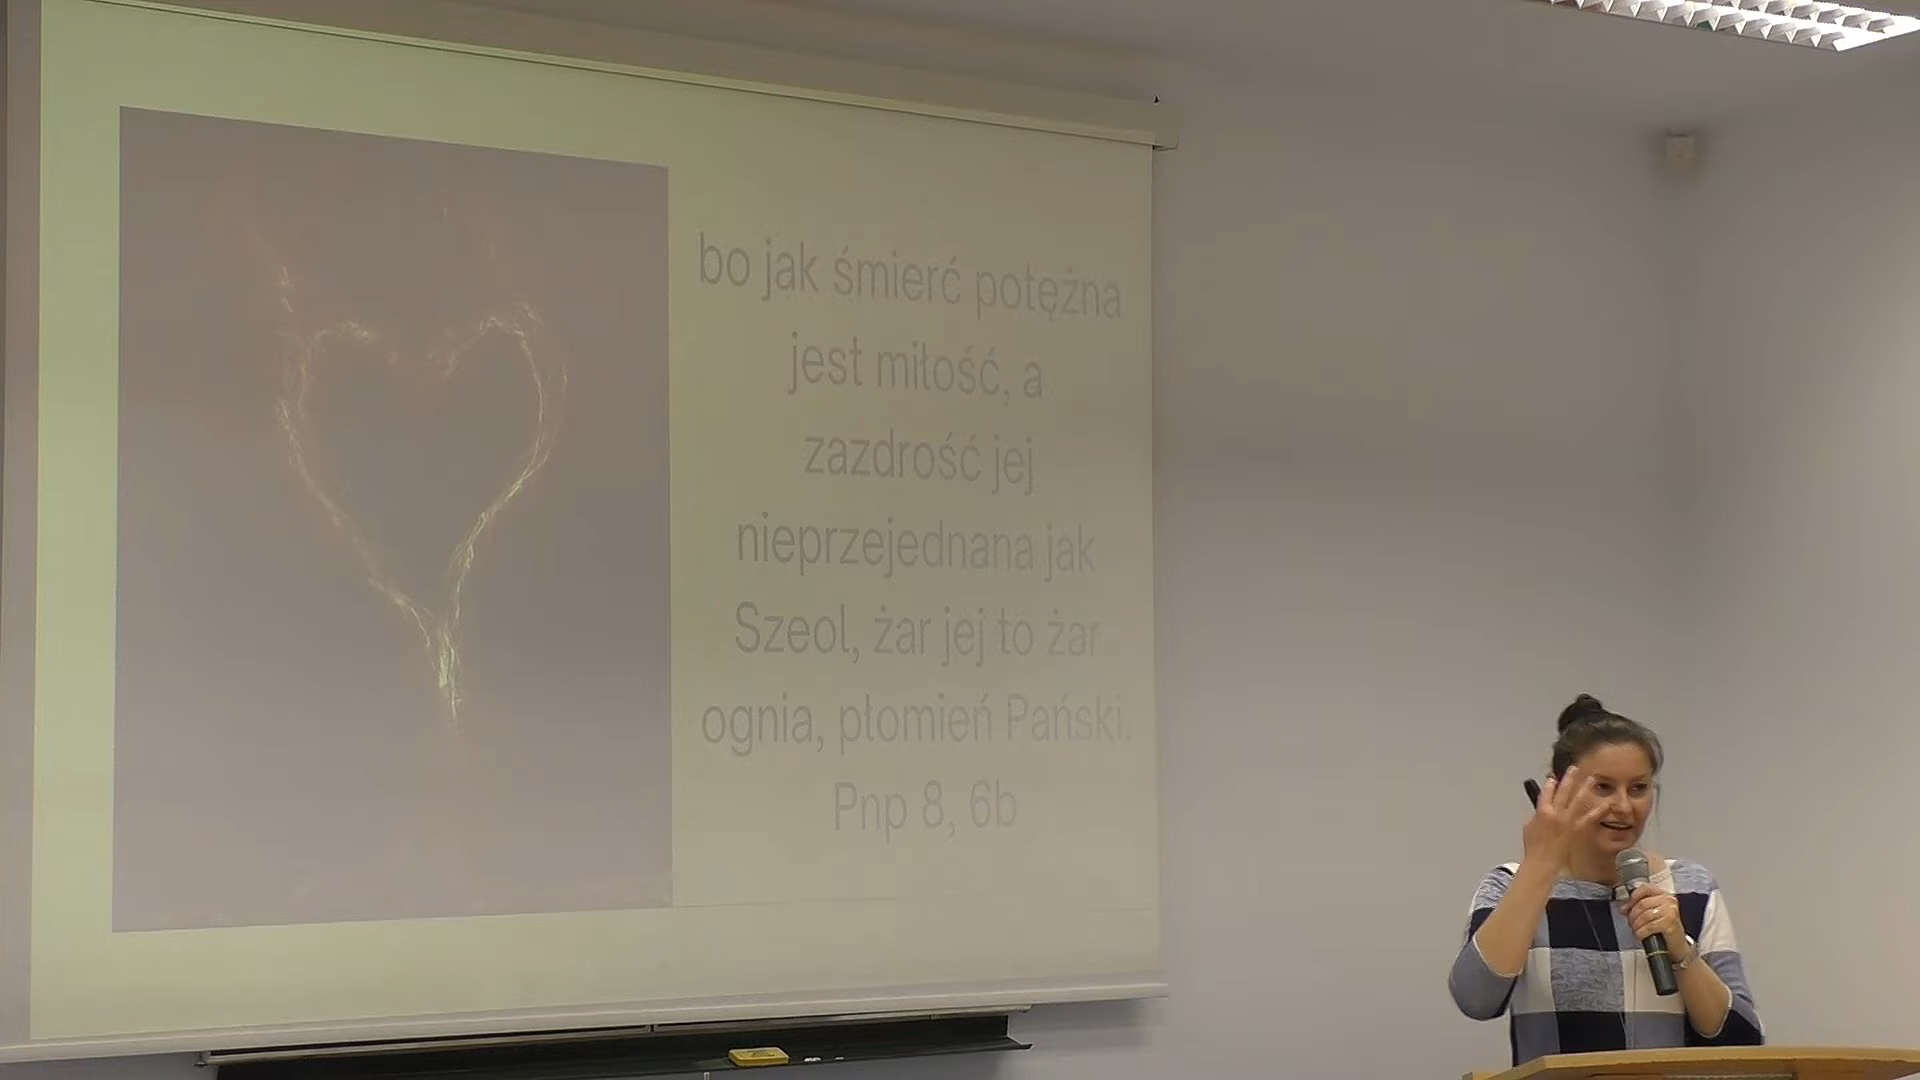 bo jak śmierć potężna
jest miłość, a
zazdrość jej
nieprzejednana jak
Szeol, żar jej to żar
ognia, płomień Pański.
Pnp 8, 6b